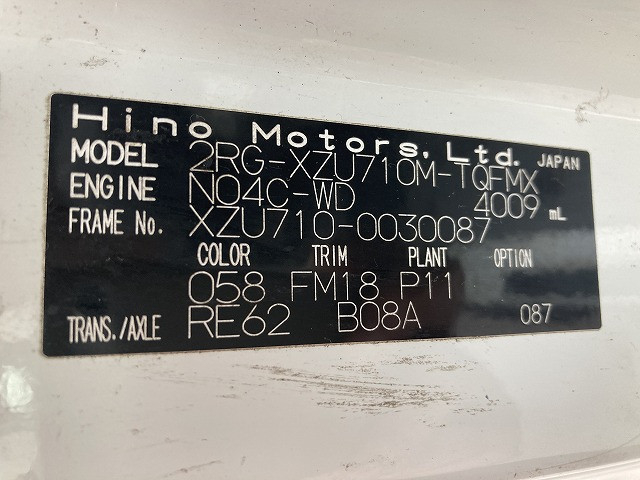 Hino Motors, Ltd. JAPAN
MODEL 2RG-XZU710M-TQFMX
ENGINE N04C-WD 4009 mL
FRAME No. XZU710-0030087
COLOR TRIM PLANT OPTION
058 FM18 P11
TRANS./AXLE RE62 B08A 087